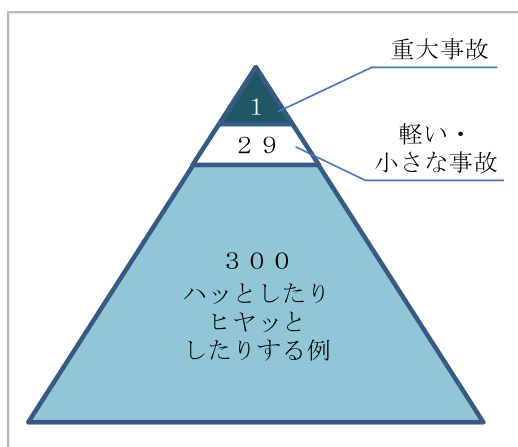 重大事故
1
軽い・
小さな事故
２９
３００
ハッとしたり
ヒヤッと
したりする例